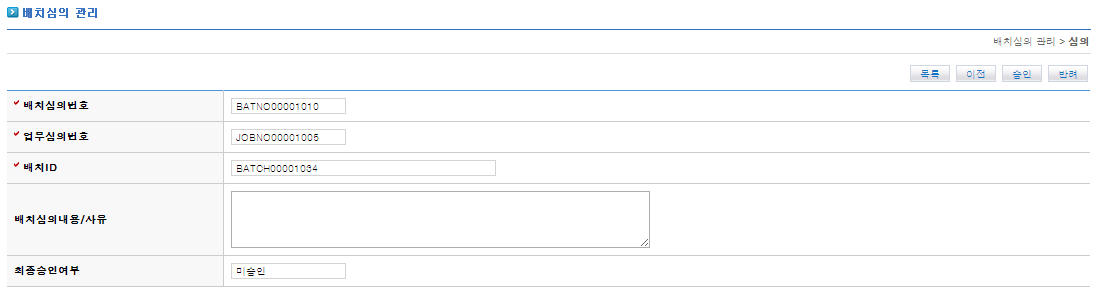 배치심의 관리
배치심의 관리 > 심의
목록 이전 승인 반려
배치심의번호 BATNO00001010
업무심의번호 JOBNO00001005
배치ID BATCH00001034
배치심의내용/사유
최종승인여부 미승인